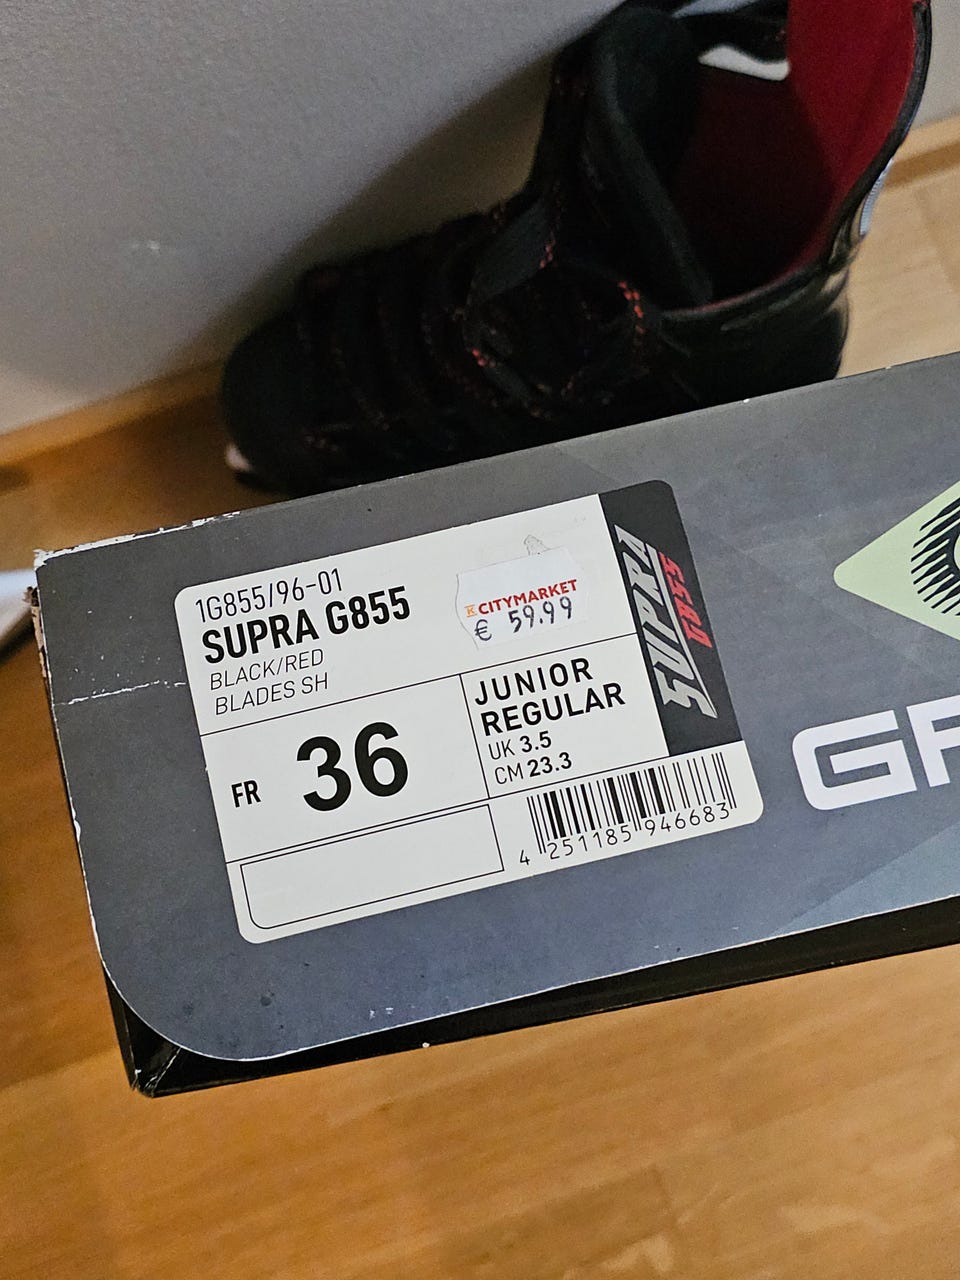 1G855/96-01
SUPRA G855
BLACK/RED
BLADES SH
K CITYMARKET
€ 59.99
FR 36
JUNIOR
REGULAR
UK 3.5
CM 23.3
4 251185 946683
SUPRA
G855